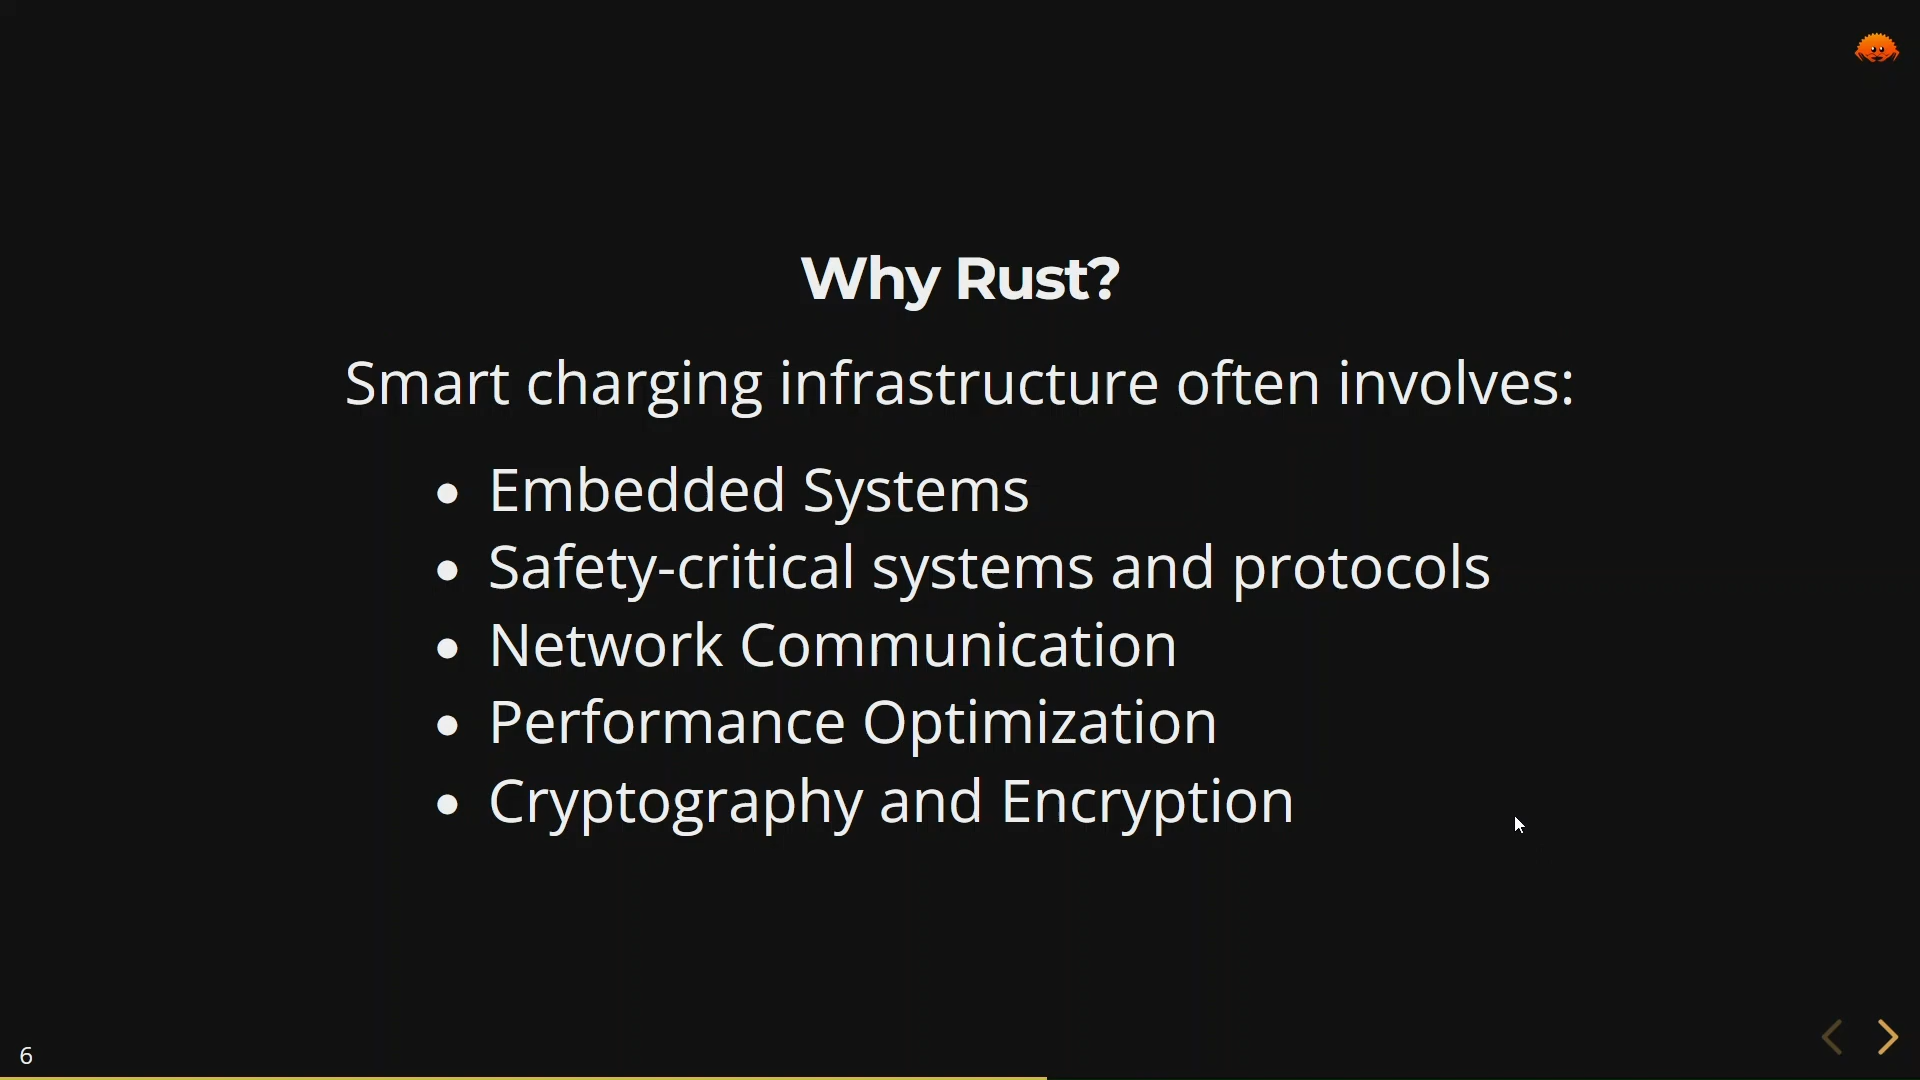 Why Rust?
Smart charging infrastructure often involves:
• Embedded Systems
• Safety-critical systems and protocols
• Network Communication
• Performance Optimization
• Cryptography and Encryption
6